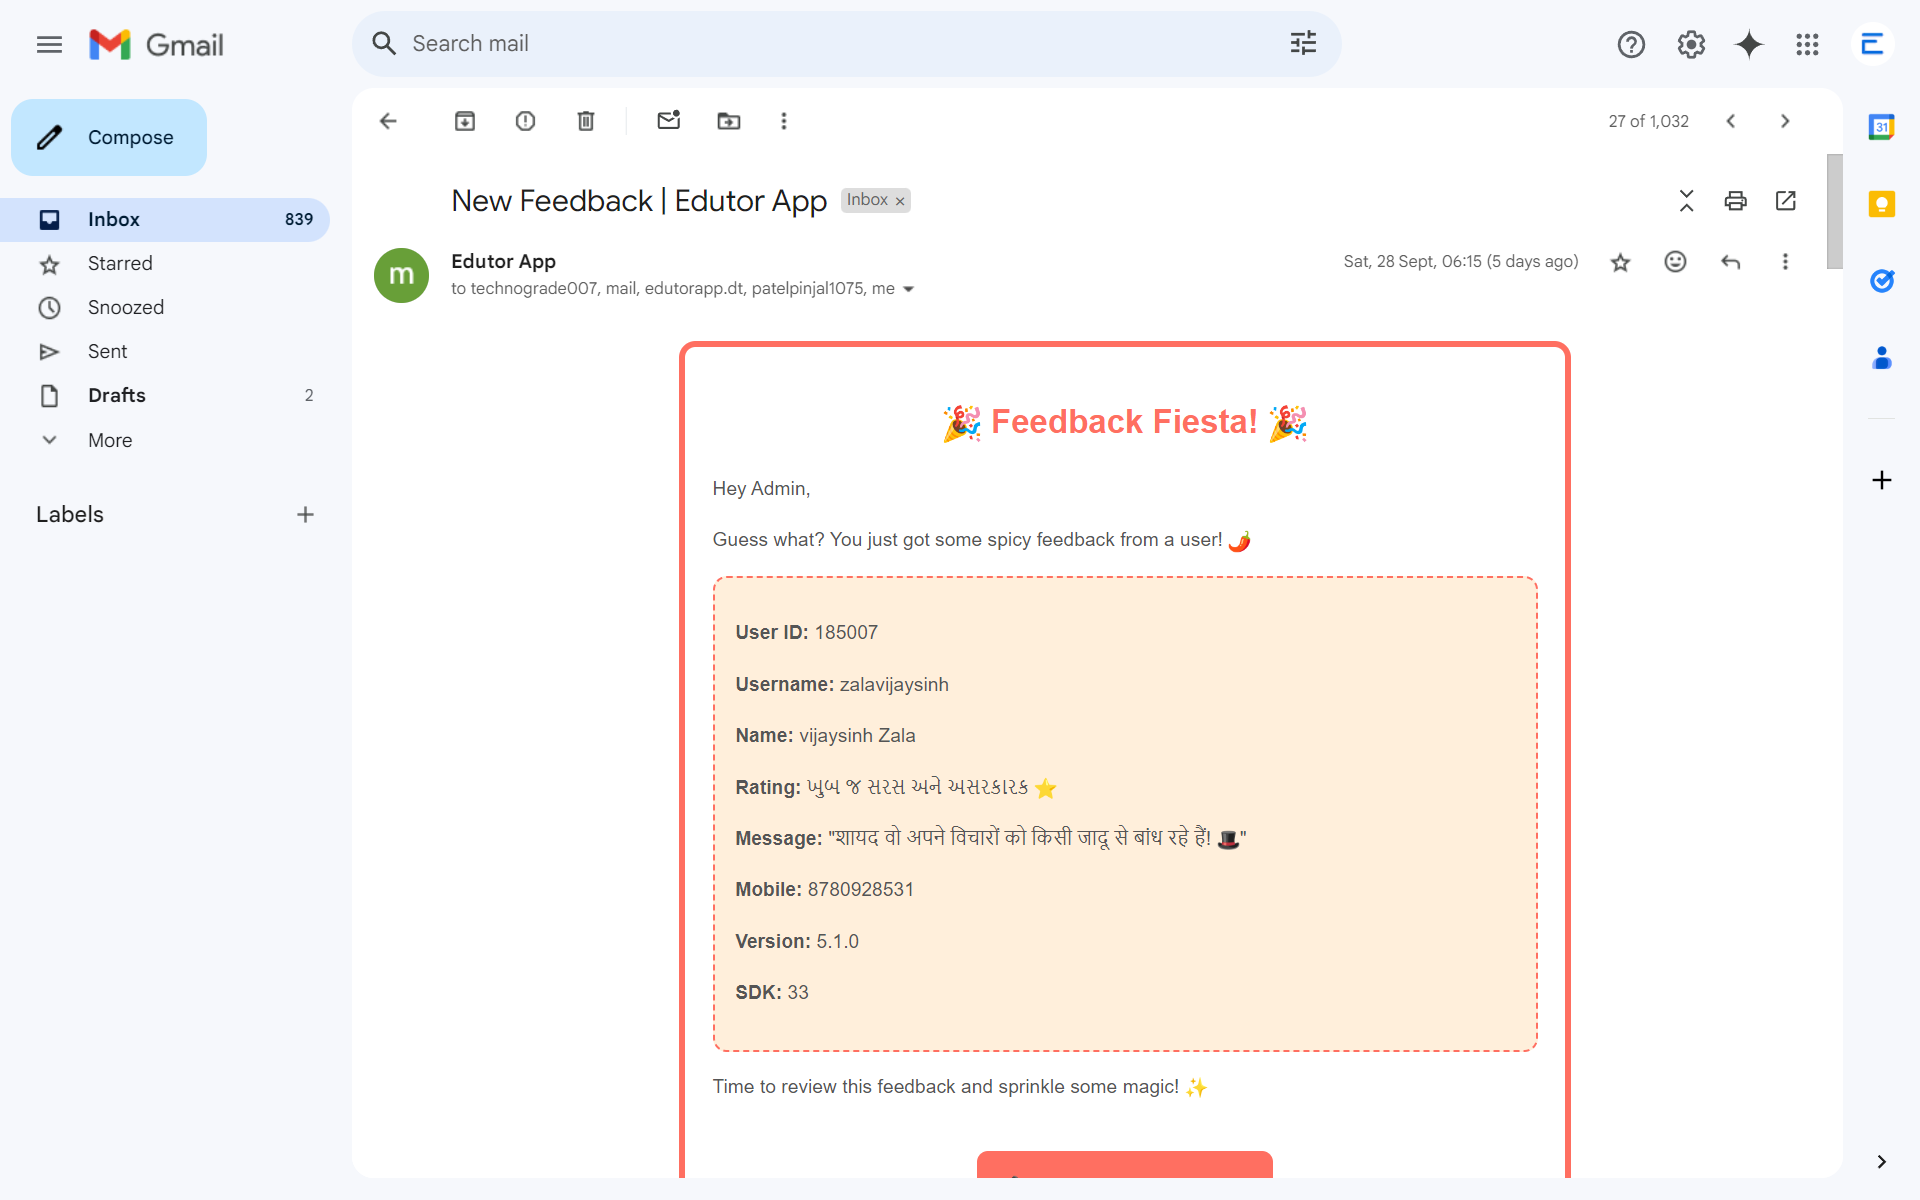 Gmail
Search mail
Compose
Inbox 839
Starred
Snoozed
Sent
Drafts 2
More
Labels
27 of 1,032
New Feedback | Edutor App
Inbox ×
m
Edutor App
Sat, 28 Sept, 06:15 (5 days ago)
to technograde007, mail, edutorapp.dt, patelpinjal1075, me
31
🎉 Feedback Fiesta! 🎉
Hey Admin,
Guess what? You just got some spicy feedback from a user! 🌶️
User ID: 185007
Username: zalavijaysinh
Name: vijaysinh Zala
Rating: ખુબ જ સરસ અને અસરકારક ⭐
Message: "शायद वो अपने विचारों को किसी जादू से बांध रहे हैं! 🎩"
Mobile: 8780928531
Version: 5.1.0
SDK: 33
Time to review this feedback and sprinkle some magic! ✨